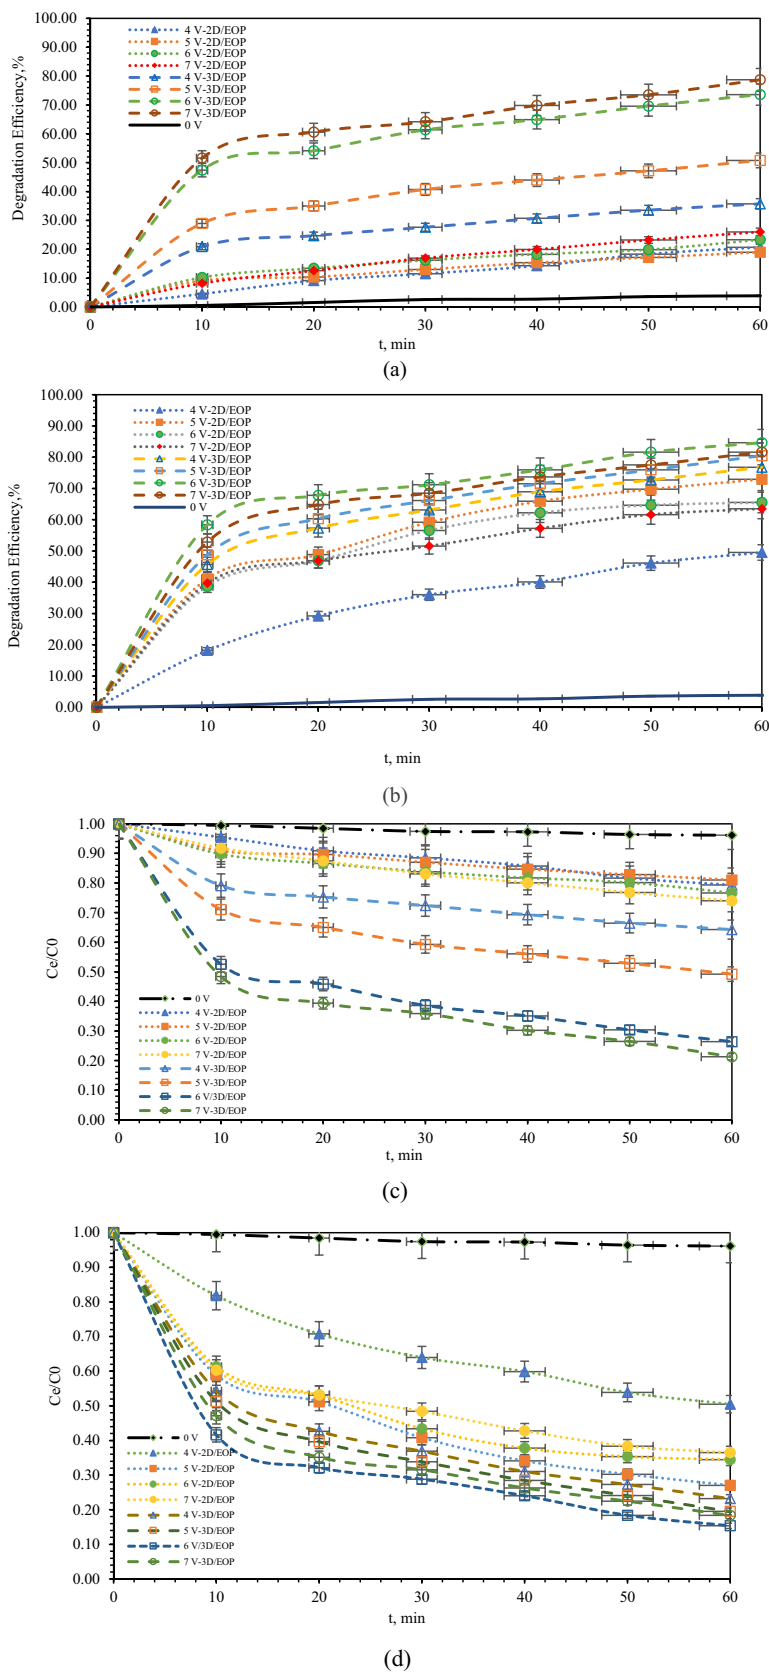 100.00
90.00
80.00
70.00
60.00
50.00
40.00
30.00
20.00
10.00
0.00
Degradation Efficiency,%
4 V-2D/EOP
5 V-2D/EOP
6 V-2D/EOP
7 V-2D/EOP
4 V-3D/EOP
5 V-3D/EOP
6 V-3D/EOP
7 V-3D/EOP
0 V
0 10 20 30 40 50 60
t, min
(a)
100.00
90.00
80.00
70.00
60.00
50.00
40.00
30.00
20.00
10.00
0.00
Degradation Efficiency,%
4 V-2D/EOP
5 V-2D/EOP
6 V-2D/EOP
7 V-2D/EOP
4 V-3D/EOP
5 V-3D/EOP
6 V-3D/EOP
7 V-3D/EOP
0 V
0 10 20 30 40 50 60
t, min
(b)
1.00
0.90
0.80
0.70
0.60
0.50
0.40
0.30
0.20
0.10
0.00
Ce/C0
0 V
4 V-2D/EOP
5 V-2D/EOP
6 V-2D/EOP
7 V-2D/EOP
4 V-3D/EOP
5 V-3D/EOP
6 V/3D/EOP
7 V-3D/EOP
0 10 20 30 40 50 60
t, min
(c)
1.00
0.90
0.80
0.70
0.60
0.50
0.40
0.30
0.20
0.10
0.00
Ce/C0
0 V
4 V-2D/EOP
5 V-2D/EOP
6 V-2D/EOP
7 V-2D/EOP
4 V-3D/EOP
5 V-3D/EOP
6 V/3D/EOP
7 V-3D/EOP
0 10 20 30 40 50 60
t, min
(d)